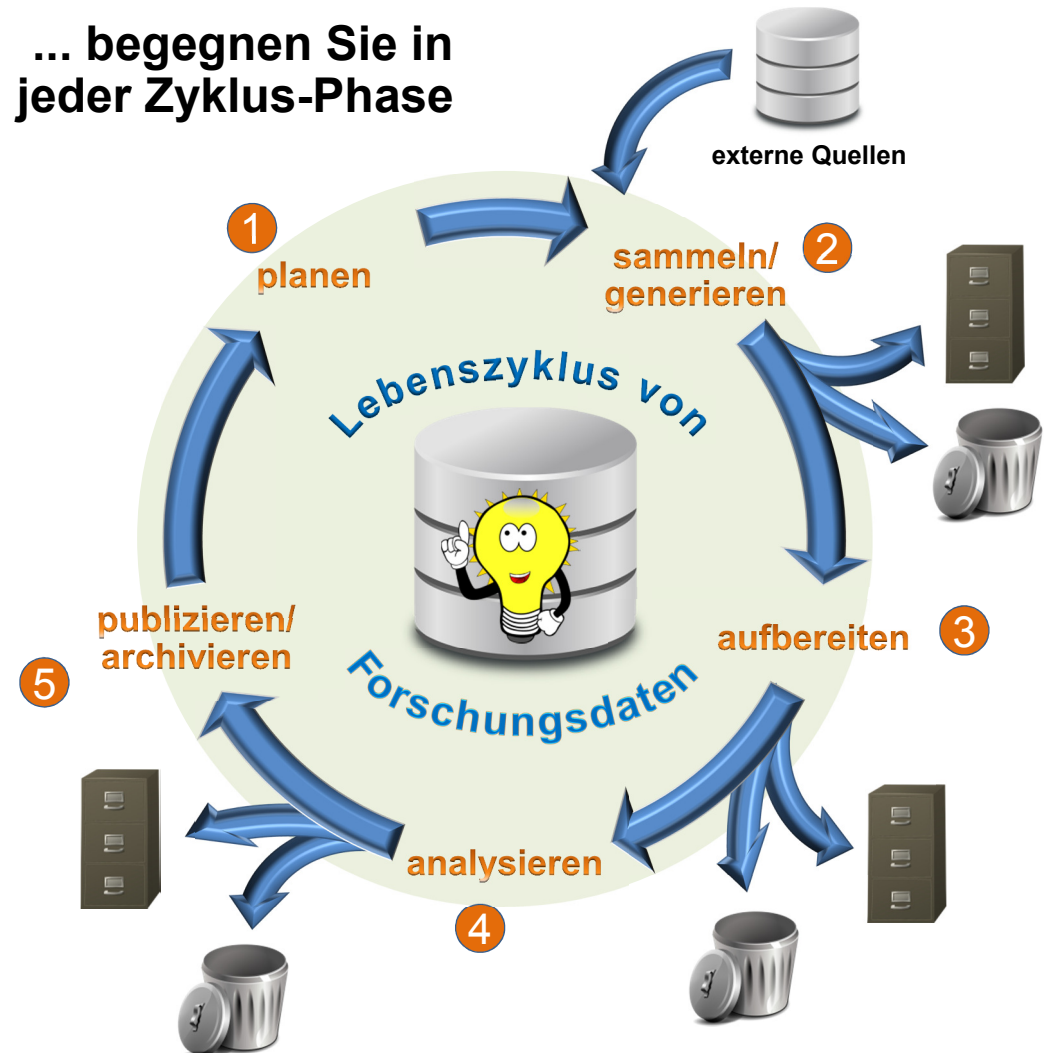 ... begegnen Sie in
jeder Zyklus-Phase
externe Quellen
1
planen
2
sammeln/
generieren
Lebenszyklus von
Forschungsdaten
3
aufbereiten
4
analysieren
5
publizieren/
archivieren